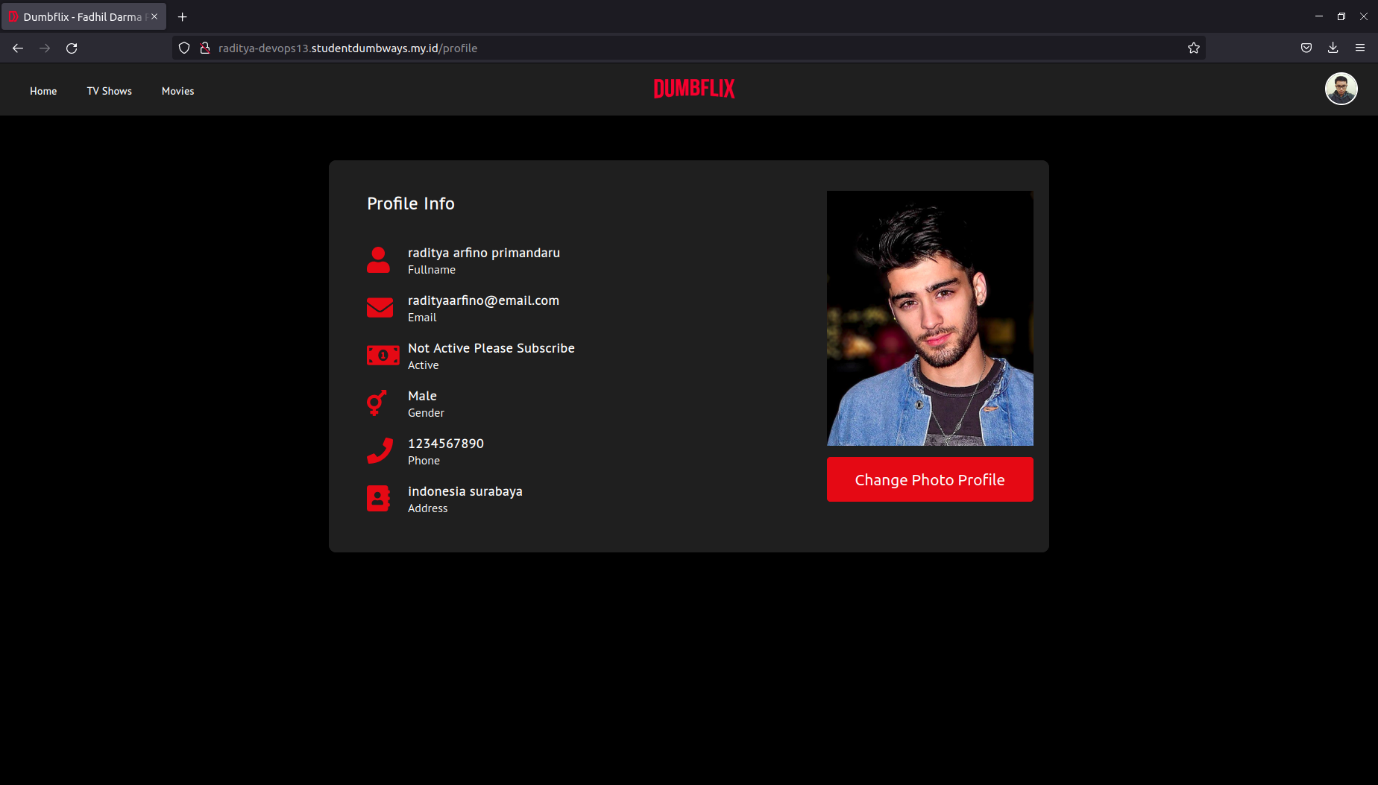 Dumbflix - Fadhil Darma
raditya-devops13.studentdumbways.my.id/profile
Home
TV Shows
Movies
DUMBFLIX
Profile Info
raditya arfino primandaru
Fullname
radityaarfino@email.com
Email
Not Active Please Subscribe
Active
Male
Gender
1234567890
Phone
indonesia surabaya
Address
Change Photo Profile